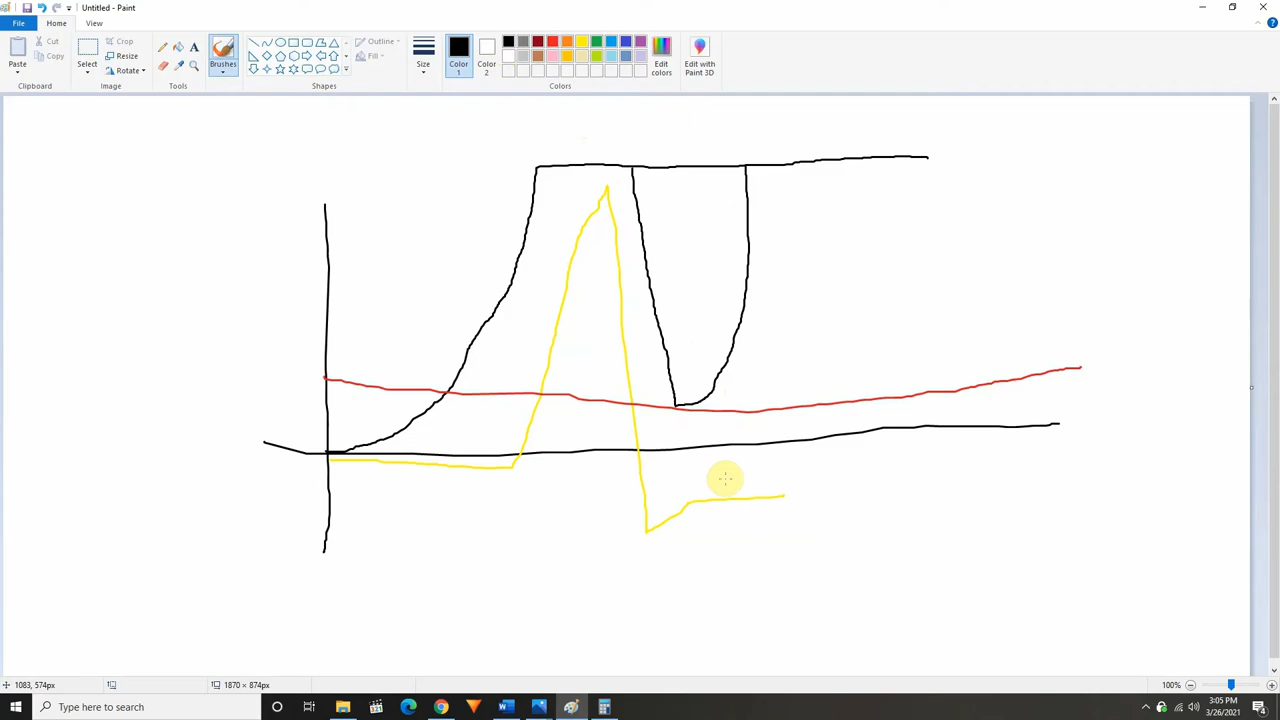 Untitled - Paint
File Home View
Paste Cut Copy Clipboard
Select Crop Resize Rotate Image
Tools
Brushes
Outline Fill Shapes
Size
Color 1
Color 2
Edit colors
Edit with Paint 3D
Colors
1083, 574px
1870 × 874px
100%
Type here to search
3:05 PM
3/26/2021